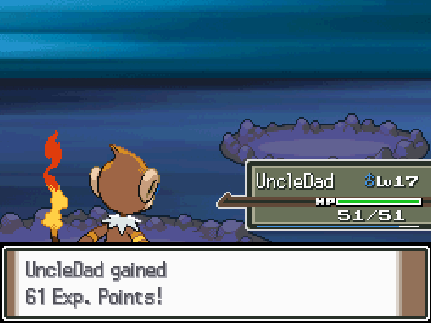 UncleDad ♂Lv17
HP
51/51
UncleDad gained
61 Exp. Points!